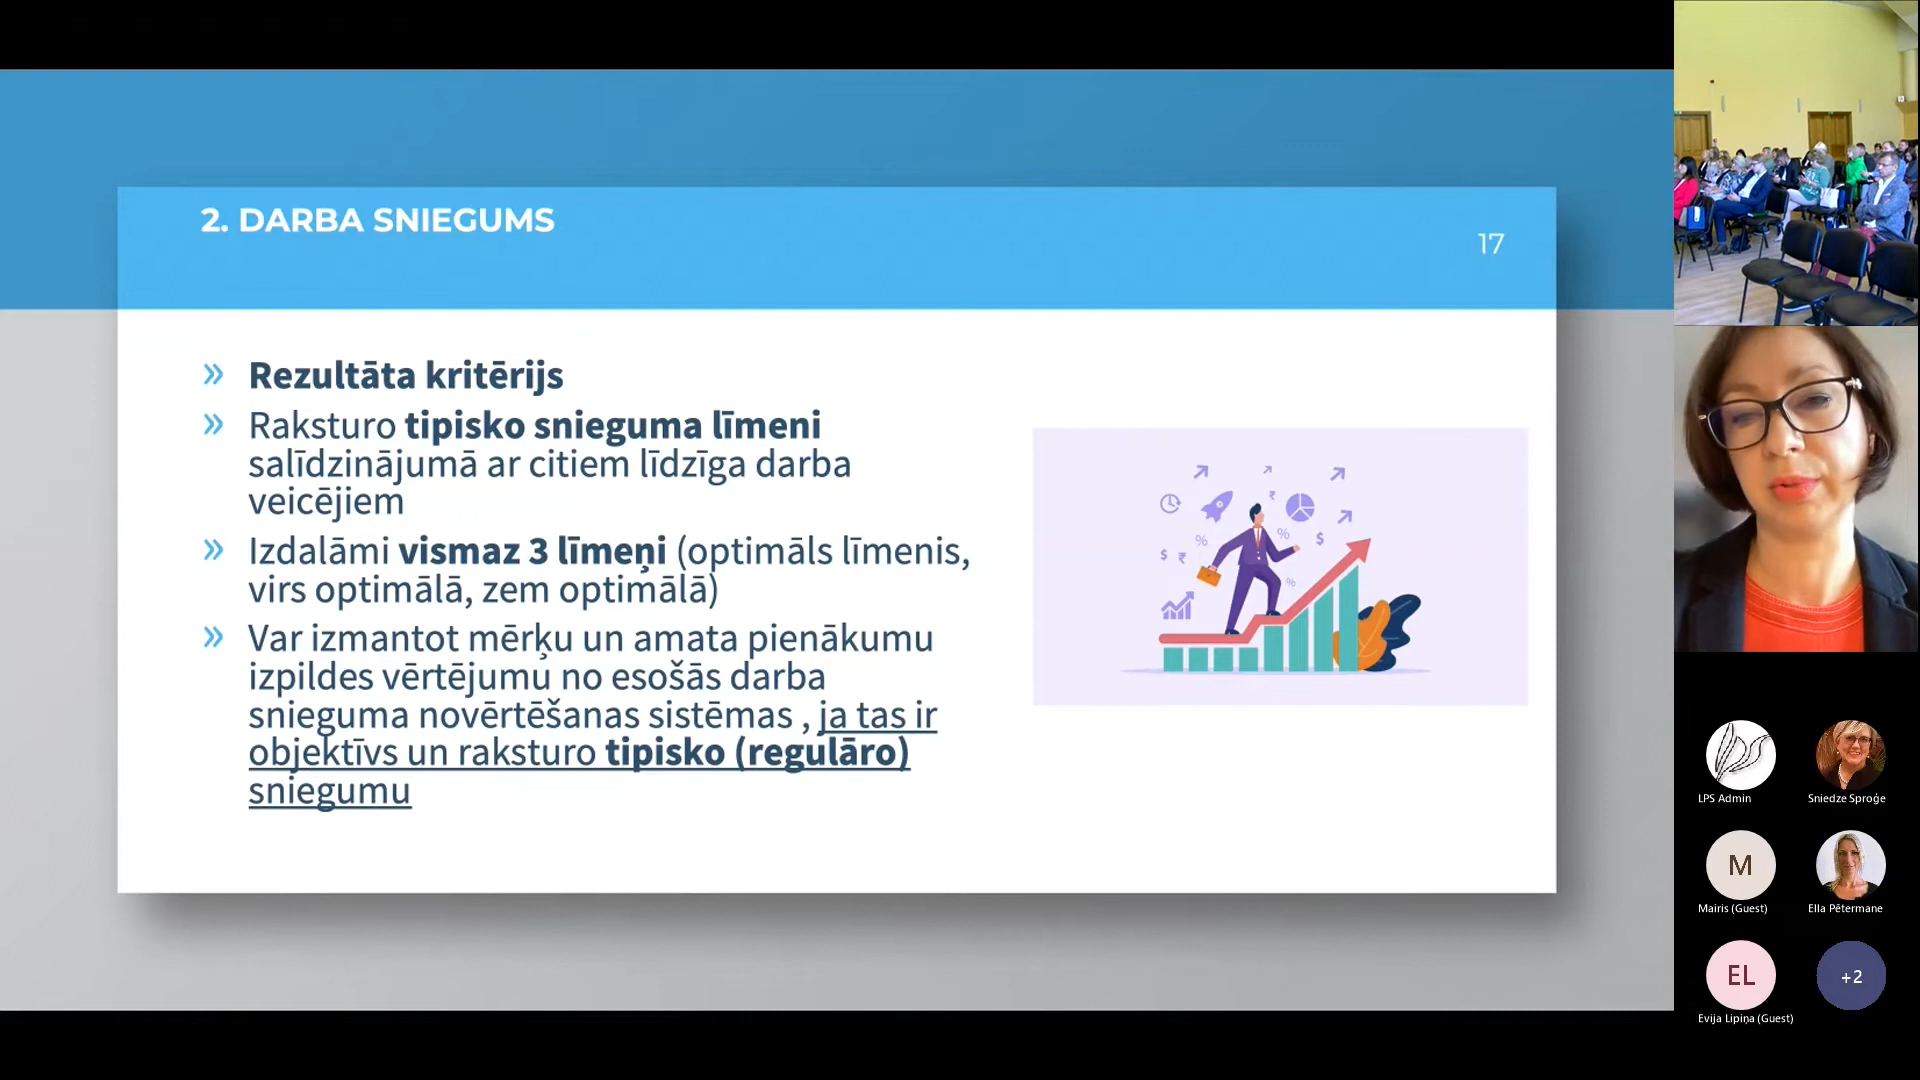 2. DARBA SNIEGUMS
17
» Rezultāta kritērijs
» Raksturo tipisko snieguma līmeni
salīdzinājumā ar citiem līdzīga darba
veicējiem
» Izdalāmi vismaz 3 līmeņi (optimāls līmenis,
virs optimālā, zem optimālā)
» Var izmantot mērķu un amata pienākumu
izpildes vērtējumu no esošās darba
snieguma novērtēšanas sistēmas , ja tas ir
objektīvs un raksturo tipisko (regulāro)
sniegumu
LPS Admin
Sniedze Sproģe
M
Mairis (Guest)
Ella Pētermane
EL
Evija Lipiņa (Guest)
+2